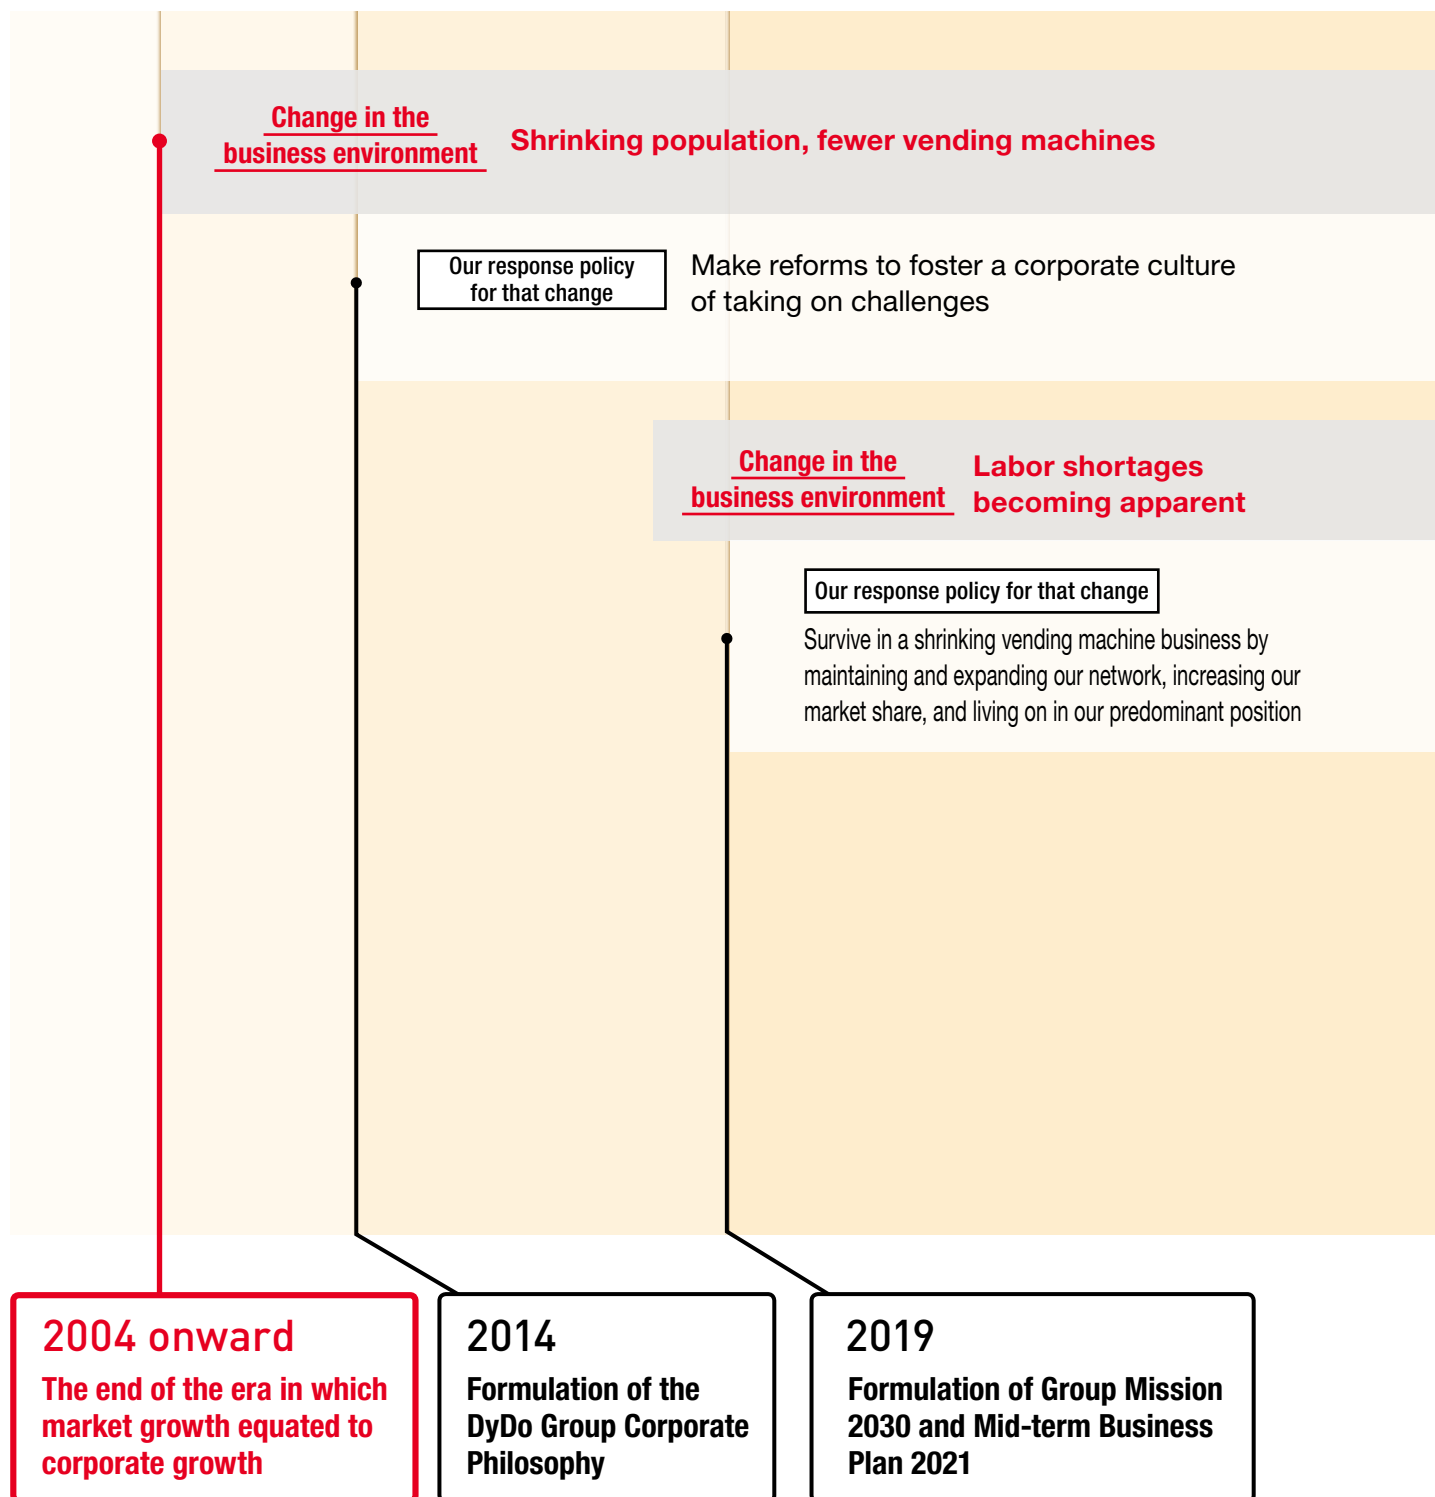 Change in the
business environment
Shrinking population, fewer vending machines
Our response policy
for that change
Make reforms to foster a corporate culture
of taking on challenges
Change in the
business environment
Labor shortages
becoming apparent
Our response policy for that change
Survive in a shrinking vending machine business by
maintaining and expanding our network, increasing our
market share, and living on in our predominant position
2004 onward
The end of the era in which
market growth equated to
corporate growth
2014
Formulation of the
DyDo Group Corporate
Philosophy
2019
Formulation of Group Mission
2030 and Mid-term Business
Plan 2021